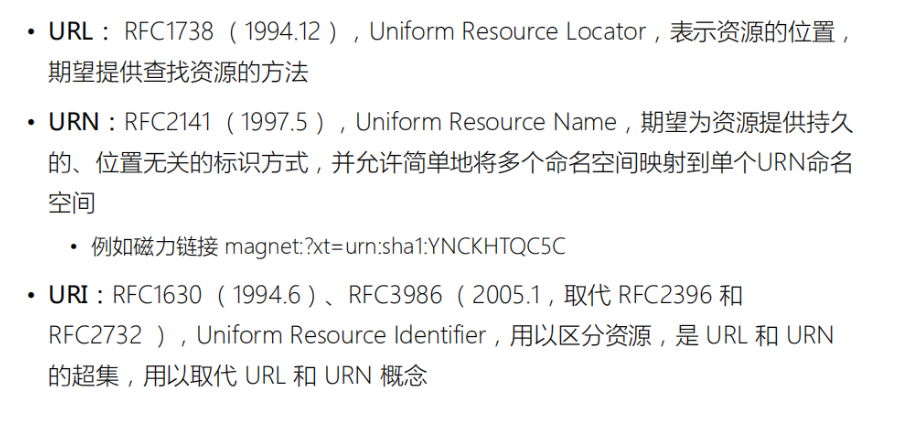 • URL： RFC1738 （1994.12），Uniform Resource Locator，表示资源的位置，
期望提供查找资源的方法
• URN：RFC2141 （1997.5），Uniform Resource Name，期望为资源提供持久
的、位置无关的标识方式，并允许简单地将多个命名空间映射到单个URN命名
空间
• 例如磁力链接 magnet:?xt=urn:sha1:YNCKHTQC5C
• URI：RFC1630 （1994.6）、RFC3986 （2005.1，取代 RFC2396 和
RFC2732 ），Uniform Resource Identifier，用以区分资源，是 URL 和 URN
的超集，用以取代 URL 和 URN 概念